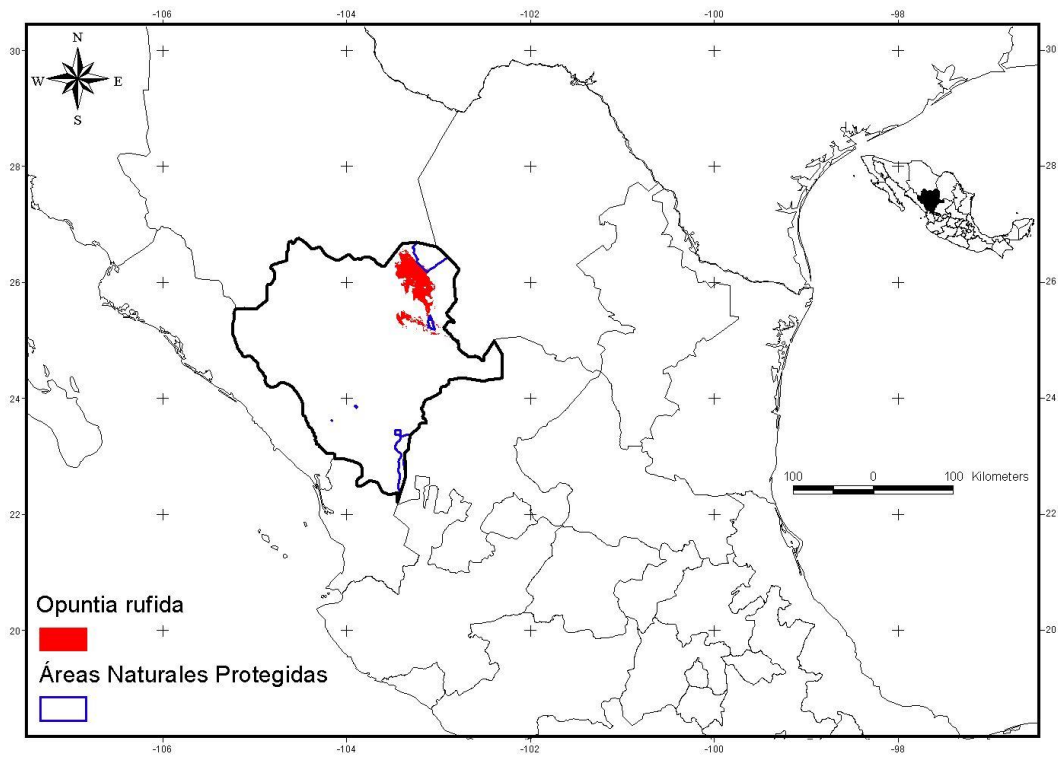 -106 -104 -102 -100 -98
30 30
N
W E
S
28 28
26 26
24 24
100 0 100 Kilometers
22 22
Opuntia rufida
20 20
Áreas Naturales Protegidas
-106 -104 -102 -100 -98